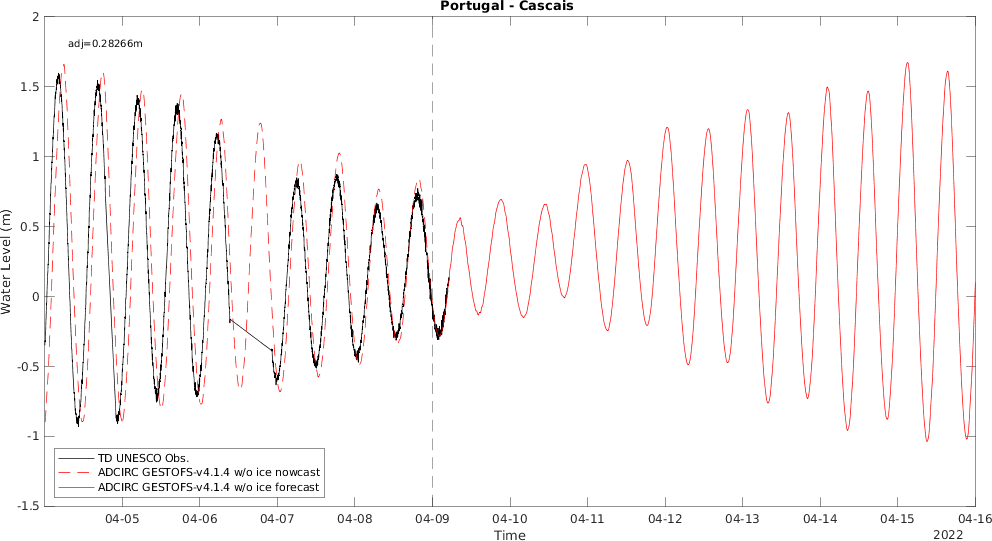 Portugal - Cascais
adj=0.28266m
2
1.5
1
0.5
0
-0.5
-1
-1.5
Water Level (m)
TD UNESCO Obs.
ADCIRC GESTOFS-v4.1.4 w/o ice nowcast
ADCIRC GESTOFS-v4.1.4 w/o ice forecast
04-05 04-06 04-07 04-08 04-09 04-10 04-11 04-12 04-13 04-14 04-15 04-16
Time
2022